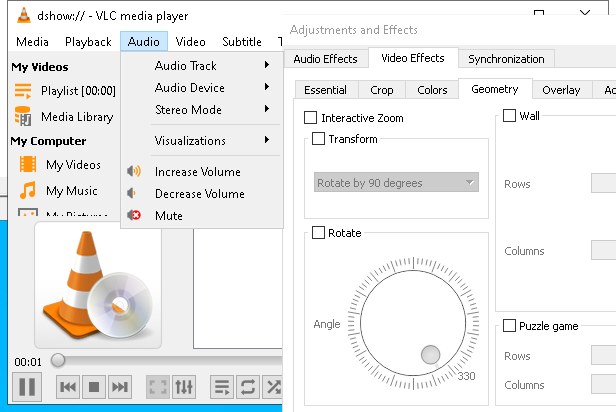 dshow:// - VLC media player
Media Playback Audio Video Subtitle
My Videos
Playlist [00:00]
Media Library
My Computer
My Videos
My Music
My Pictures
Audio Track
Audio Device
Stereo Mode
Visualizations
Increase Volume
Decrease Volume
Mute
00:01
Adjustments and Effects
Audio Effects Video Effects Synchronization
Essential Crop Colors Geometry Overlay
Interactive Zoom
Transform
Rotate by 90 degrees
Rotate
Angle
330
Wall
Rows
Columns
Puzzle game
Rows
Columns